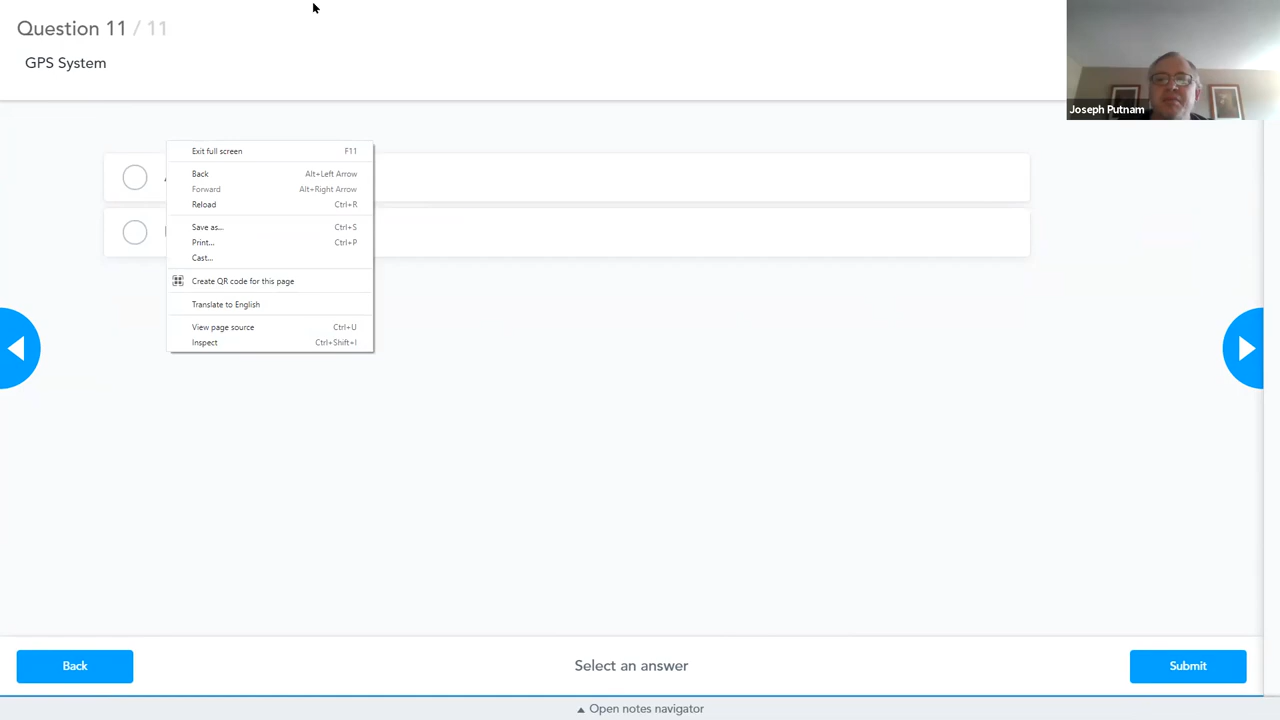 Question 11 / 11
GPS System
Joseph Putnam
Exit full screen F11
Back Alt+Left Arrow
Forward Alt+Right Arrow
Reload Ctrl+R
Save as... Ctrl+S
Print... Ctrl+P
Cast...
Create QR code for this page
Translate to English
View page source Ctrl+U
Inspect Ctrl+Shift+I
Back
Select an answer
Submit
Open notes navigator